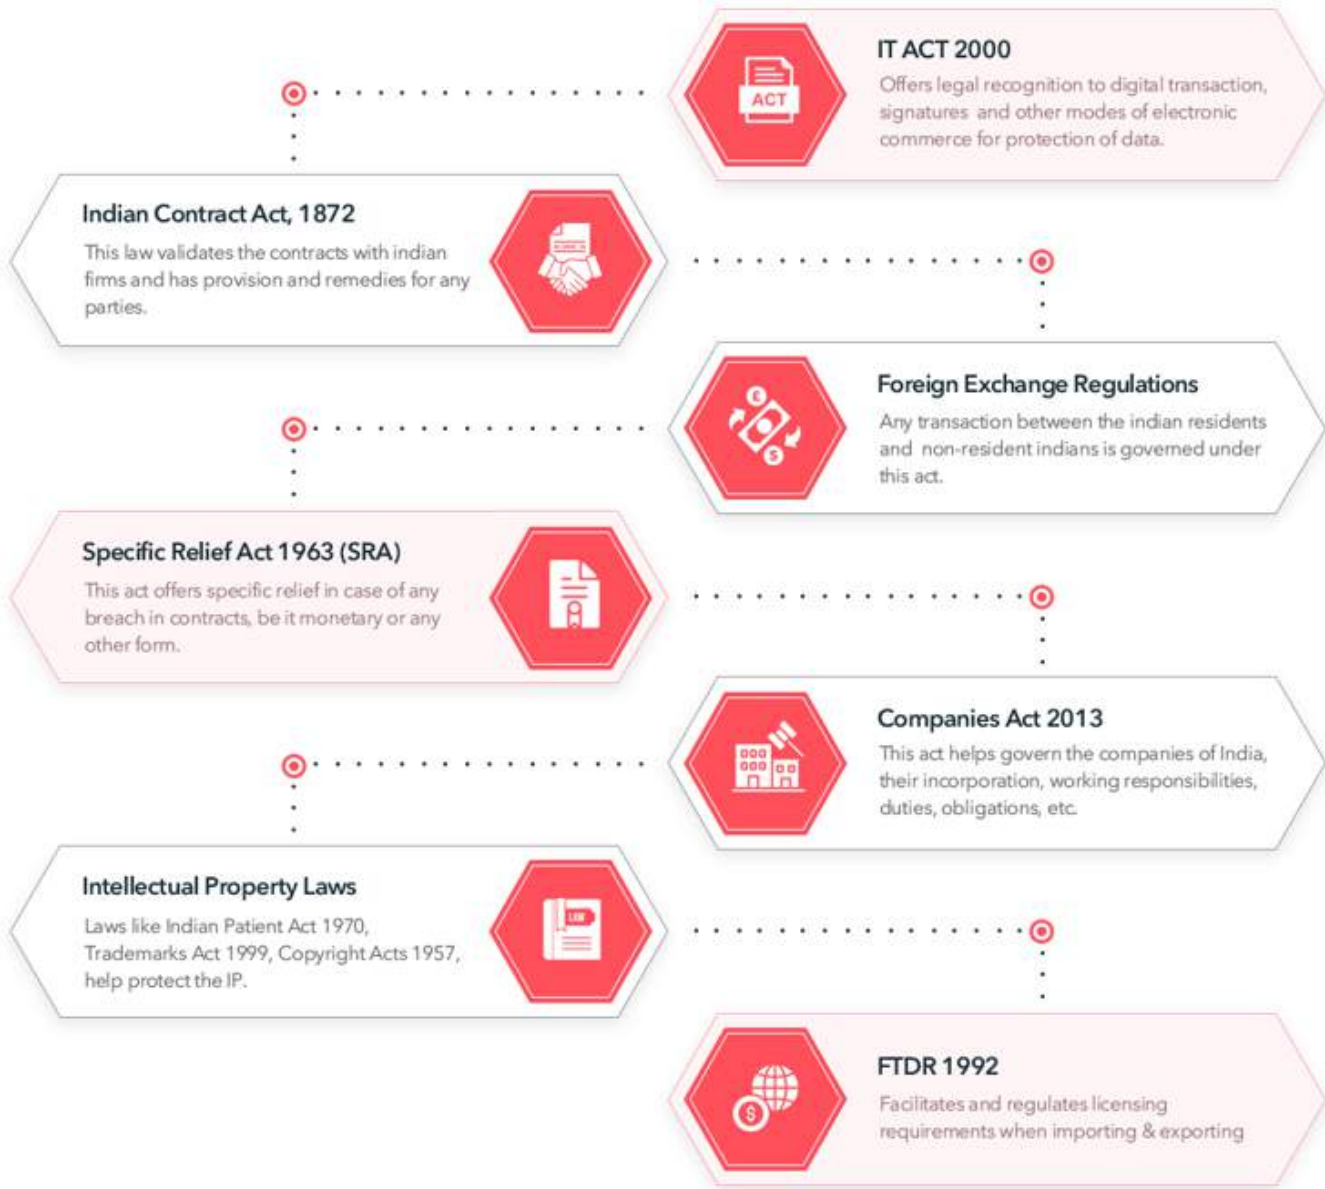 IT ACT 2000
Offers legal recognition to digital transaction,
signatures and other modes of electronic
commerce for protection of data.
ACT
Indian Contract Act, 1872
This law validates the contracts with indian
firms and has provision and remedies for any
parties.
Foreign Exchange Regulations
Any transaction between the indian residents
and non-resident indians is governed under
this act.
Specific Relief Act 1963 (SRA)
This act offers specific relief in case of any
breach in contracts, be it monetary or any
other form.
Companies Act 2013
This act helps govern the companies of India,
their incorporation, working responsibilities,
duties, obligations, etc.
Intellectual Property Laws
Laws like Indian Patient Act 1970,
Trademarks Act 1999, Copyright Acts 1957,
help protect the IP.
LAW
FTDR 1992
Facilitates and regulates licensing
requirements when importing & exporting